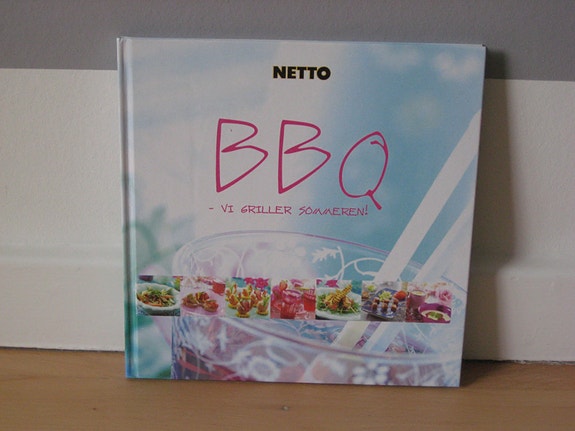 NETTO
BBQ
- VI GRILLER SOMMEREN!